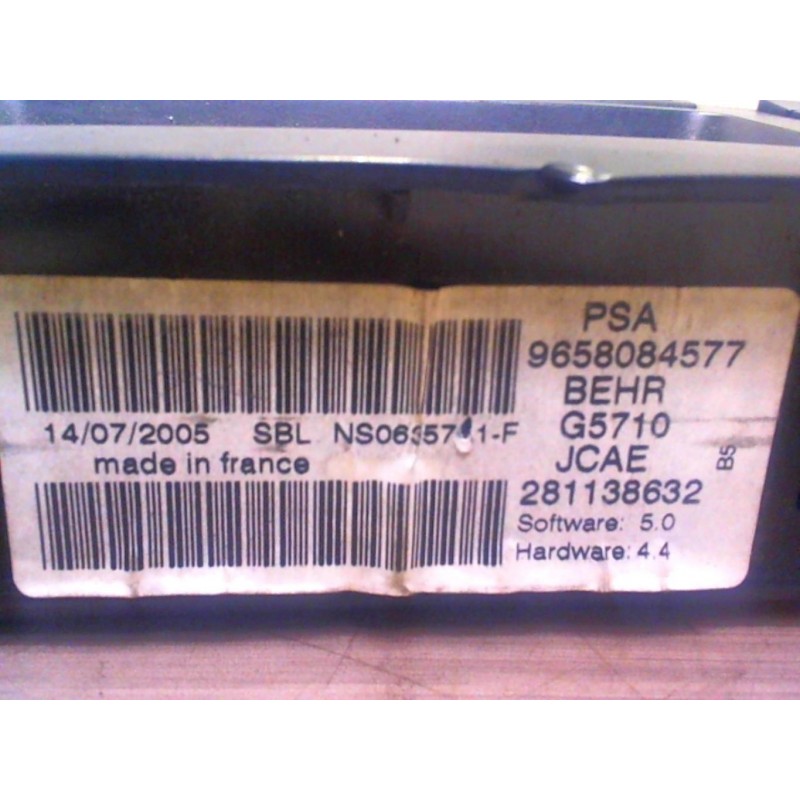 PSA
9658084577
BEHR
G5710
JCAE
281138632
Software: 5.0
Hardware: 4.4
B5
14/07/2005 SBL
made in france